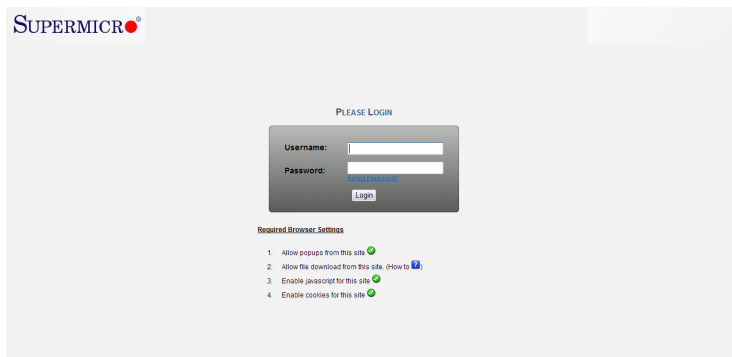 SUPERMICRO®
PLEASE LOGIN
Username:
Password:
Forgot Password?
Login
Required Browser Settings
1. Allow popups from this site
2. Allow file download from this site. (How to ?)
3. Enable javascript for this site
4. Enable cookies for this site